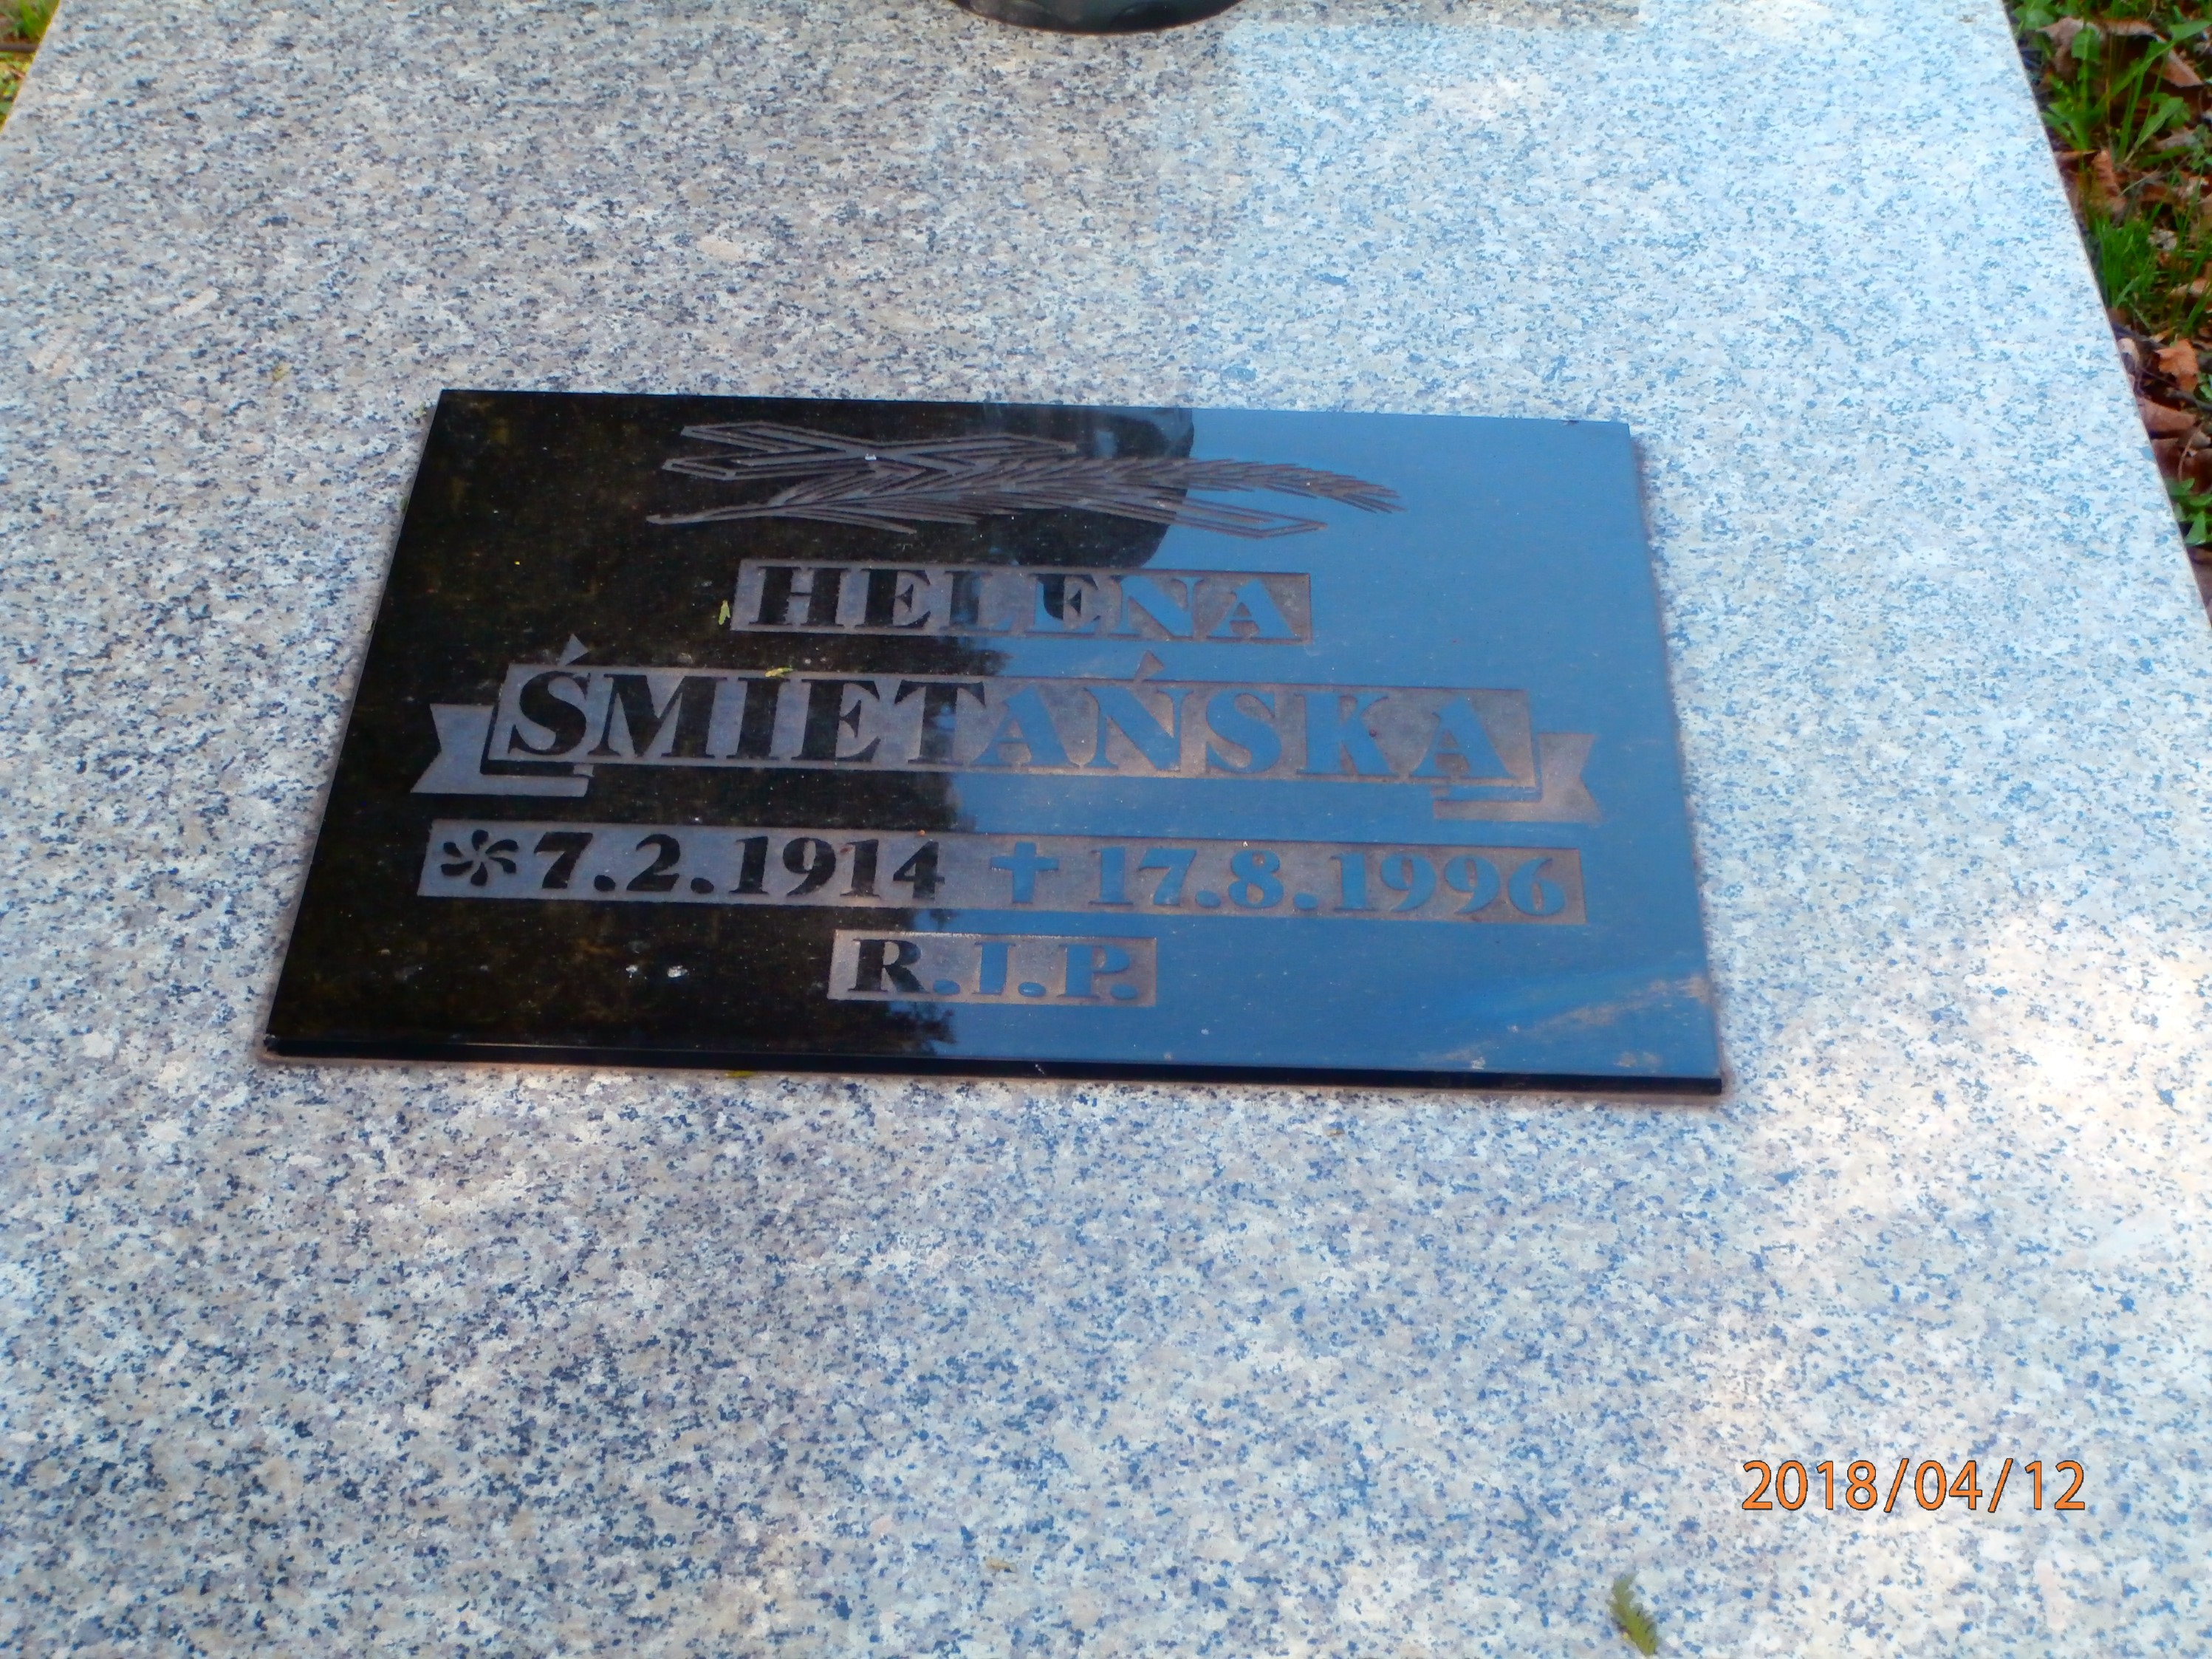 HELENA
ŚMIETAŃSKA
* 7.2.1914 ✝ 17.8.1996
R.I.P.
2018/04/12